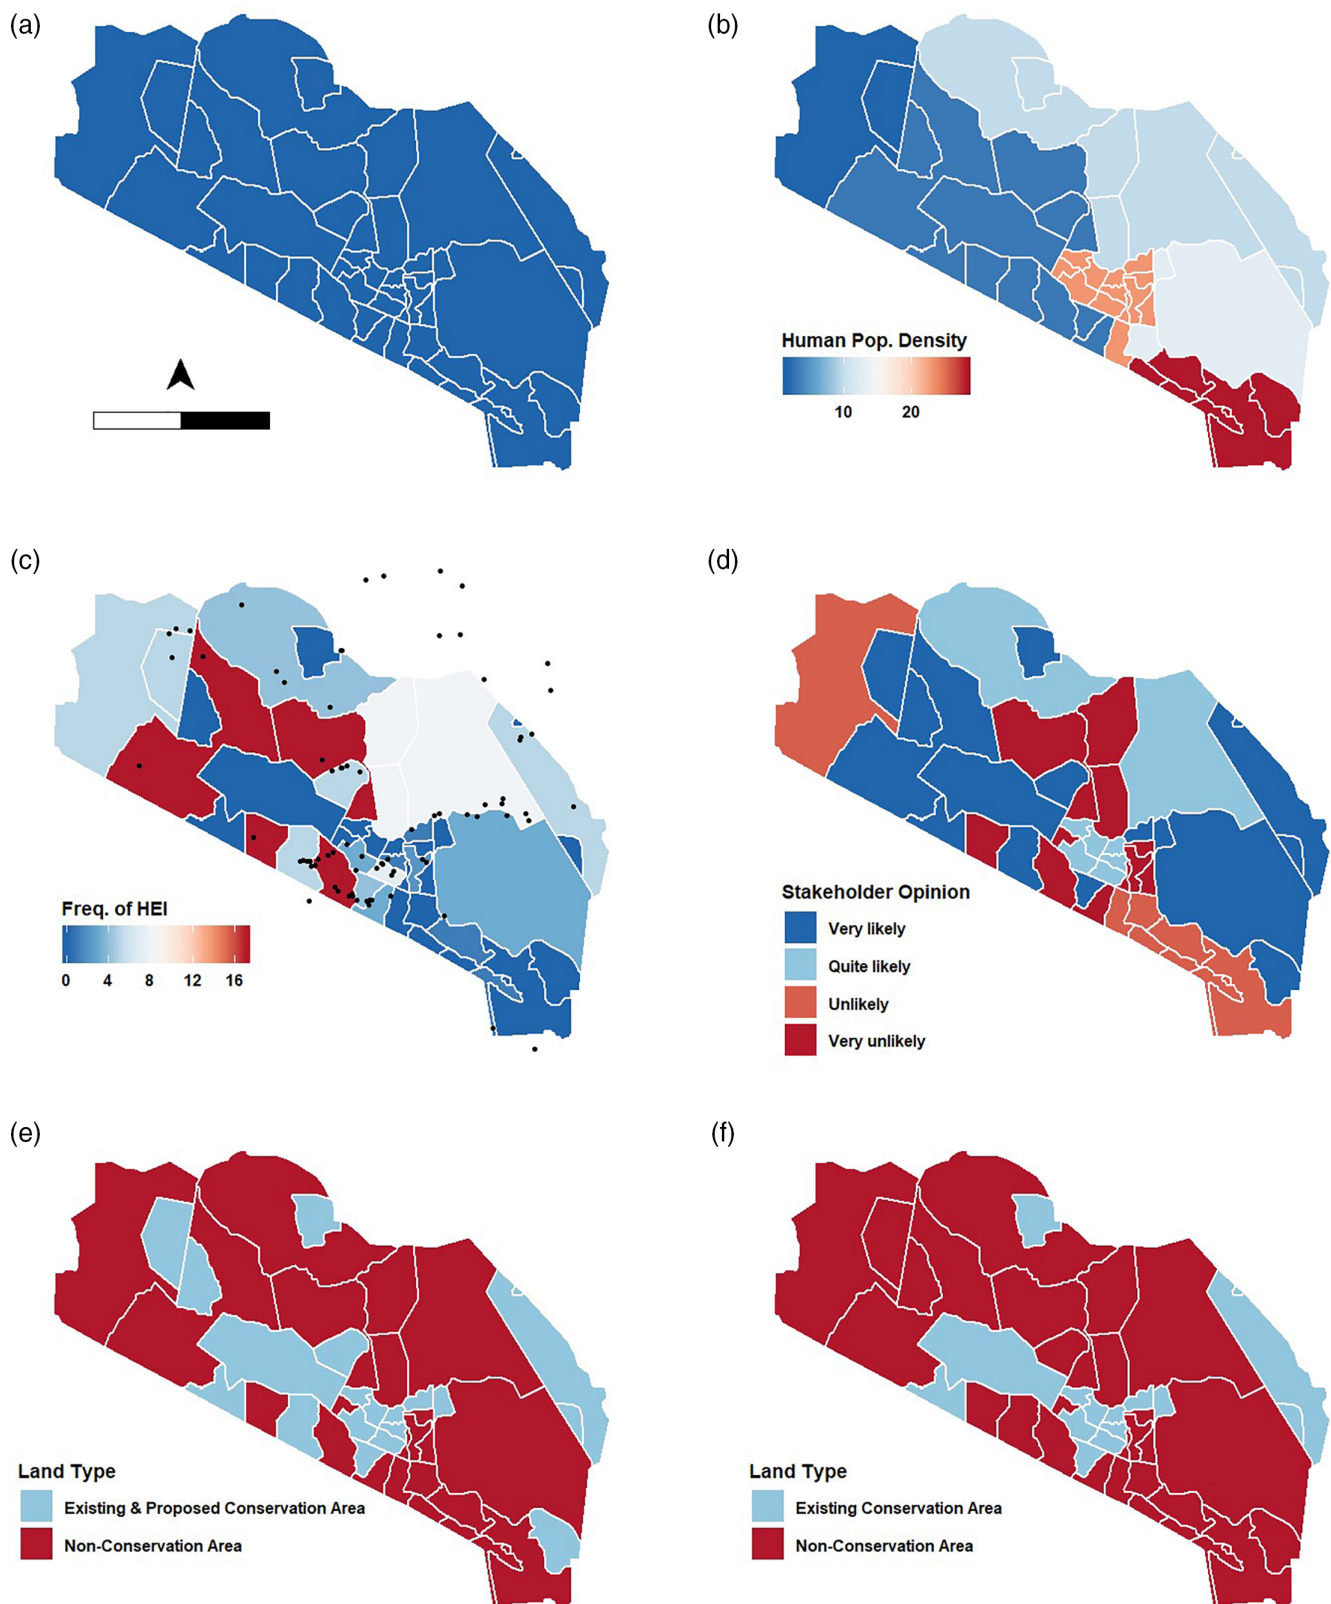 (a)
(b)
Human Pop. Density
10 20
(c)
(d)
Freq. of HEI
0 4 8 12 16
Stakeholder Opinion
Very likely
Quite likely
Unlikely
Very unlikely
(e)
(f)
Land Type
Existing & Proposed Conservation Area
Non-Conservation Area
Land Type
Existing Conservation Area
Non-Conservation Area